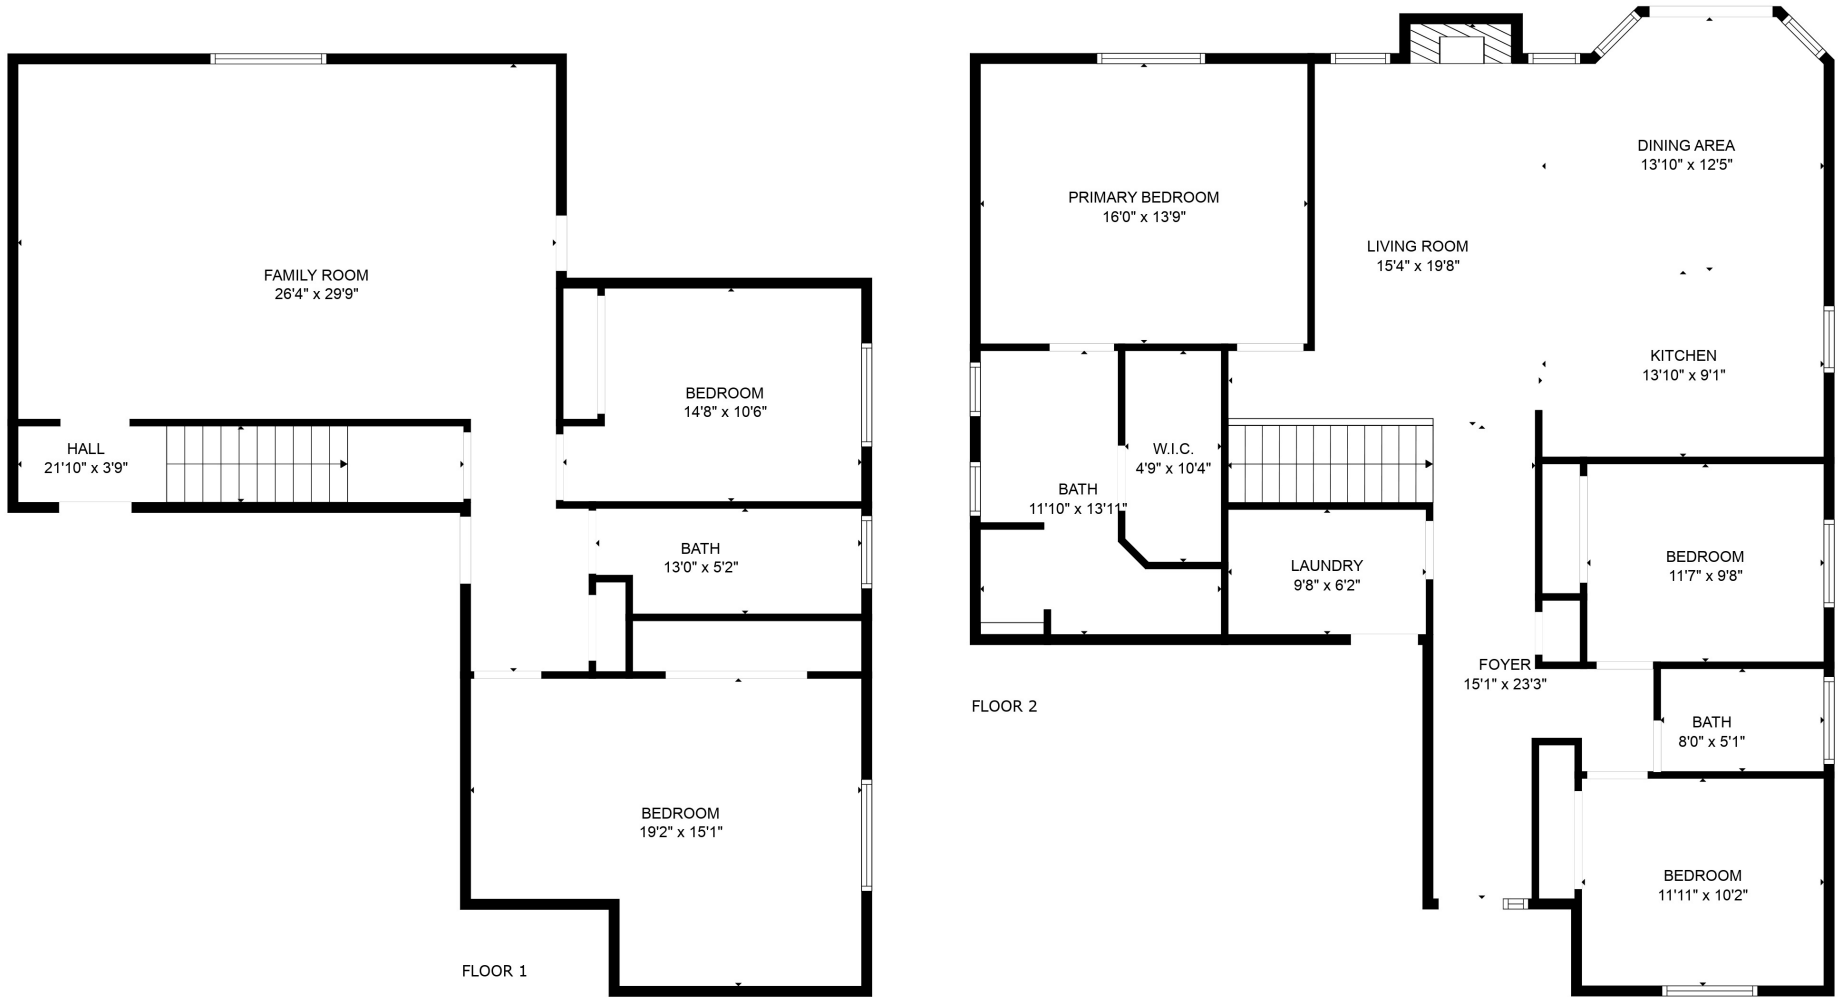 FAMILY ROOM
26'4" x 29'9"
BEDROOM
14'8" x 10'6"
HALL
21'10" x 3'9"
BATH
13'0" x 5'2"
BEDROOM
19'2" x 15'1"
FLOOR 1
DINING AREA
13'10" x 12'5"
PRIMARY BEDROOM
16'0" x 13'9"
LIVING ROOM
15'4" x 19'8"
KITCHEN
13'10" x 9'1"
W.I.C.
4'9" x 10'4"
BATH
11'10" x 13'11"
LAUNDRY
9'8" x 6'2"
BEDROOM
11'7" x 9'8"
FOYER
15'1" x 23'3"
BATH
8'0" x 5'1"
BEDROOM
11'11" x 10'2"
FLOOR 2